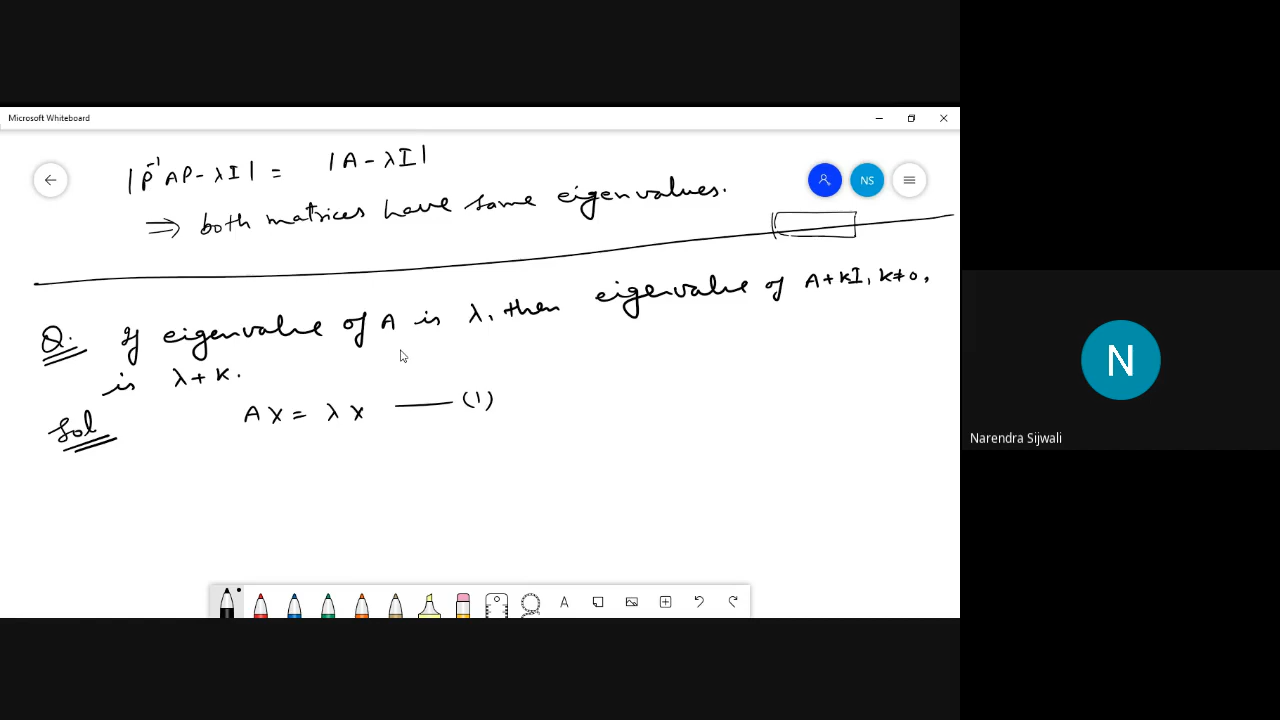 Microsoft Whiteboard
|P⁻¹AP - λI| = |A - λI|
⇒ both matrices have same eigenvalues.
NS
Q. If eigenvalue of A is λ, then eigenvalue of A+kI, k≠0,
is λ+k.
Sol
AX = λX —— (1)
A
N
Narendra Sijwali